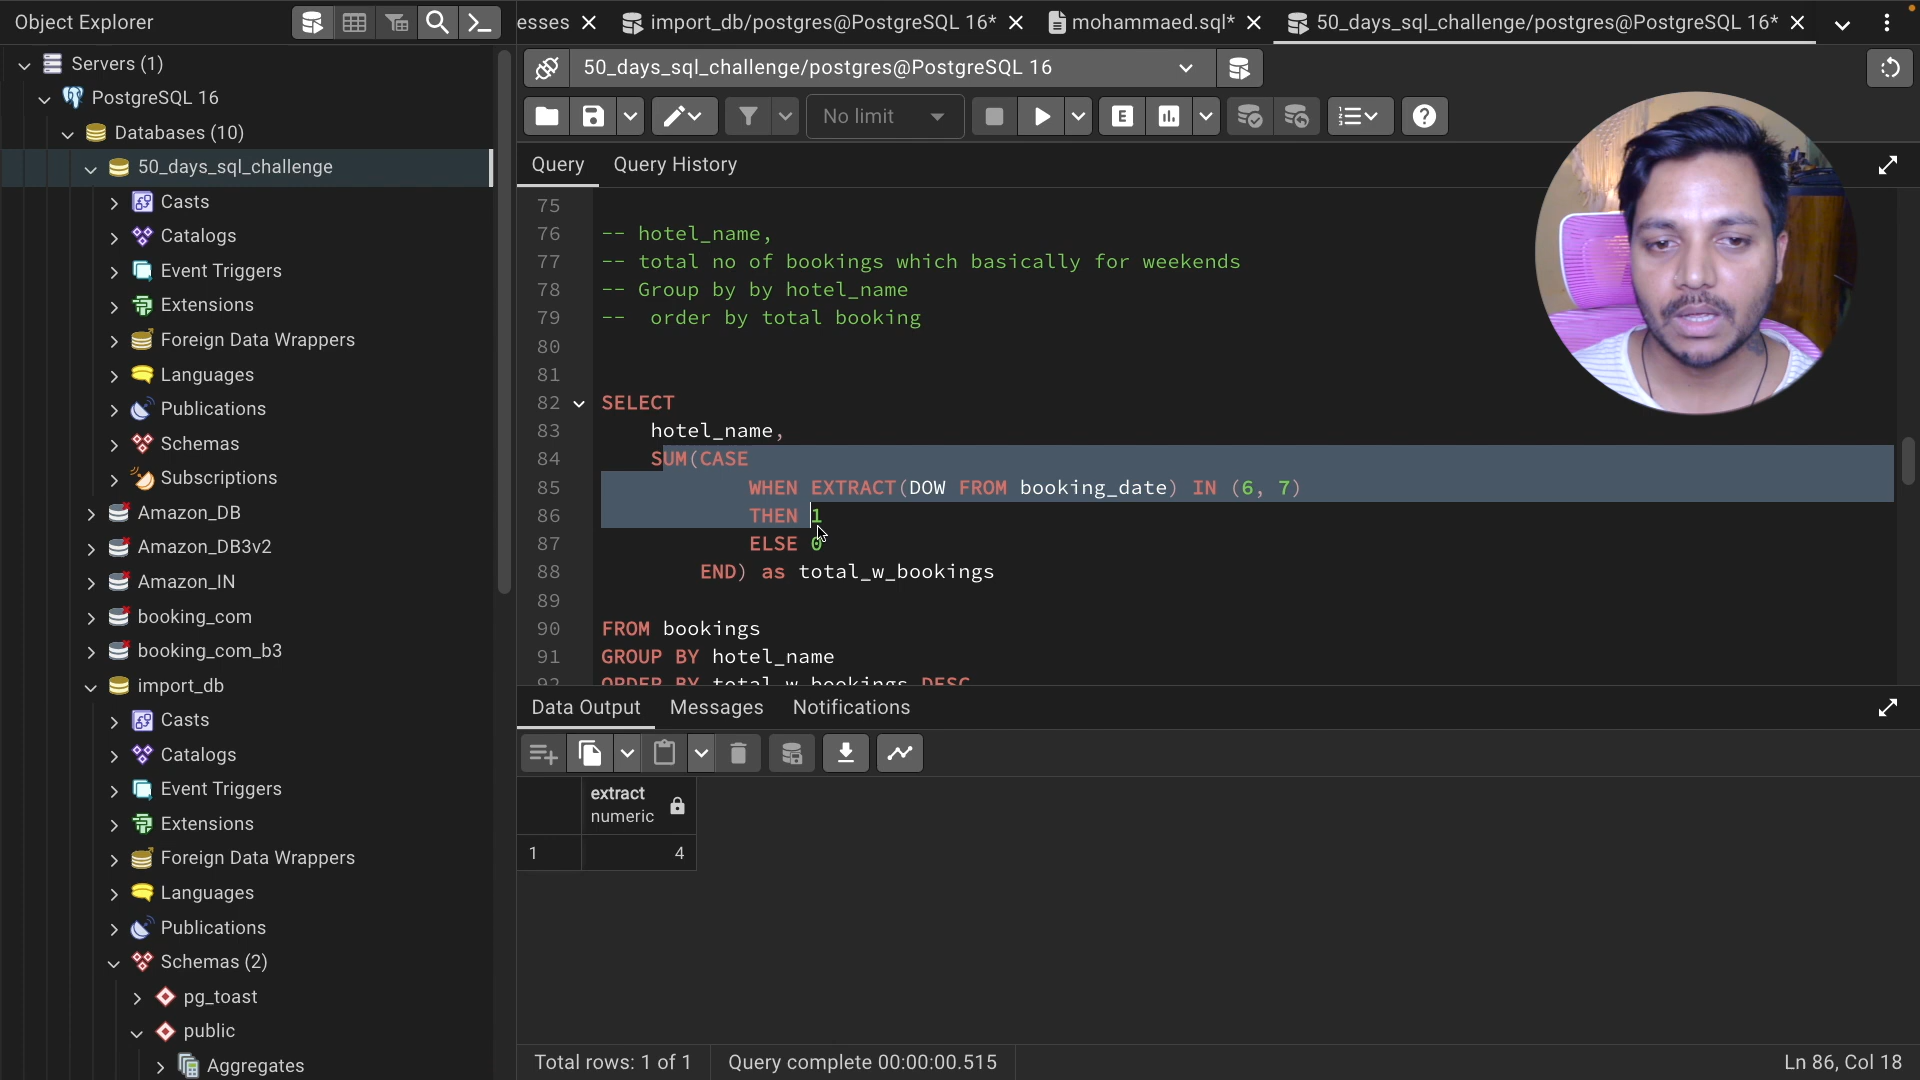 Object Explorer
esses
import_db/postgres@PostgreSQL 16*
mohammaed.sql*
50_days_sql_challenge/postgres@PostgreSQL 16*
Servers (1)
PostgreSQL 16
Databases (10)
50_days_sql_challenge
Casts
Catalogs
Event Triggers
Extensions
Foreign Data Wrappers
Languages
Publications
Schemas
Subscriptions
Amazon_DB
Amazon_DB3v2
Amazon_IN
booking_com
booking_com_b3
import_db
Casts
Catalogs
Event Triggers
Extensions
Foreign Data Wrappers
Languages
Publications
Schemas (2)
pg_toast
public
Aggregates
50_days_sql_challenge/postgres@PostgreSQL 16
No limit
E
Query Query History
75
76 -- hotel_name,
77 -- total no of bookings which basically for weekends
78 -- Group by by hotel_name
79 -- order by total booking
80
81
82 SELECT
83 hotel_name,
84 SUM(CASE
85 WHEN EXTRACT(DOW FROM booking_date) IN (6, 7)
86 THEN 1
87 ELSE 0
88 END) as total_w_bookings
89
90 FROM bookings
91 GROUP BY hotel_name
92 ORDER BY total_w_bookings DESC
Data Output Messages Notifications
extract
numeric
1 4
Total rows: 1 of 1 Query complete 00:00:00.515 Ln 86, Col 18